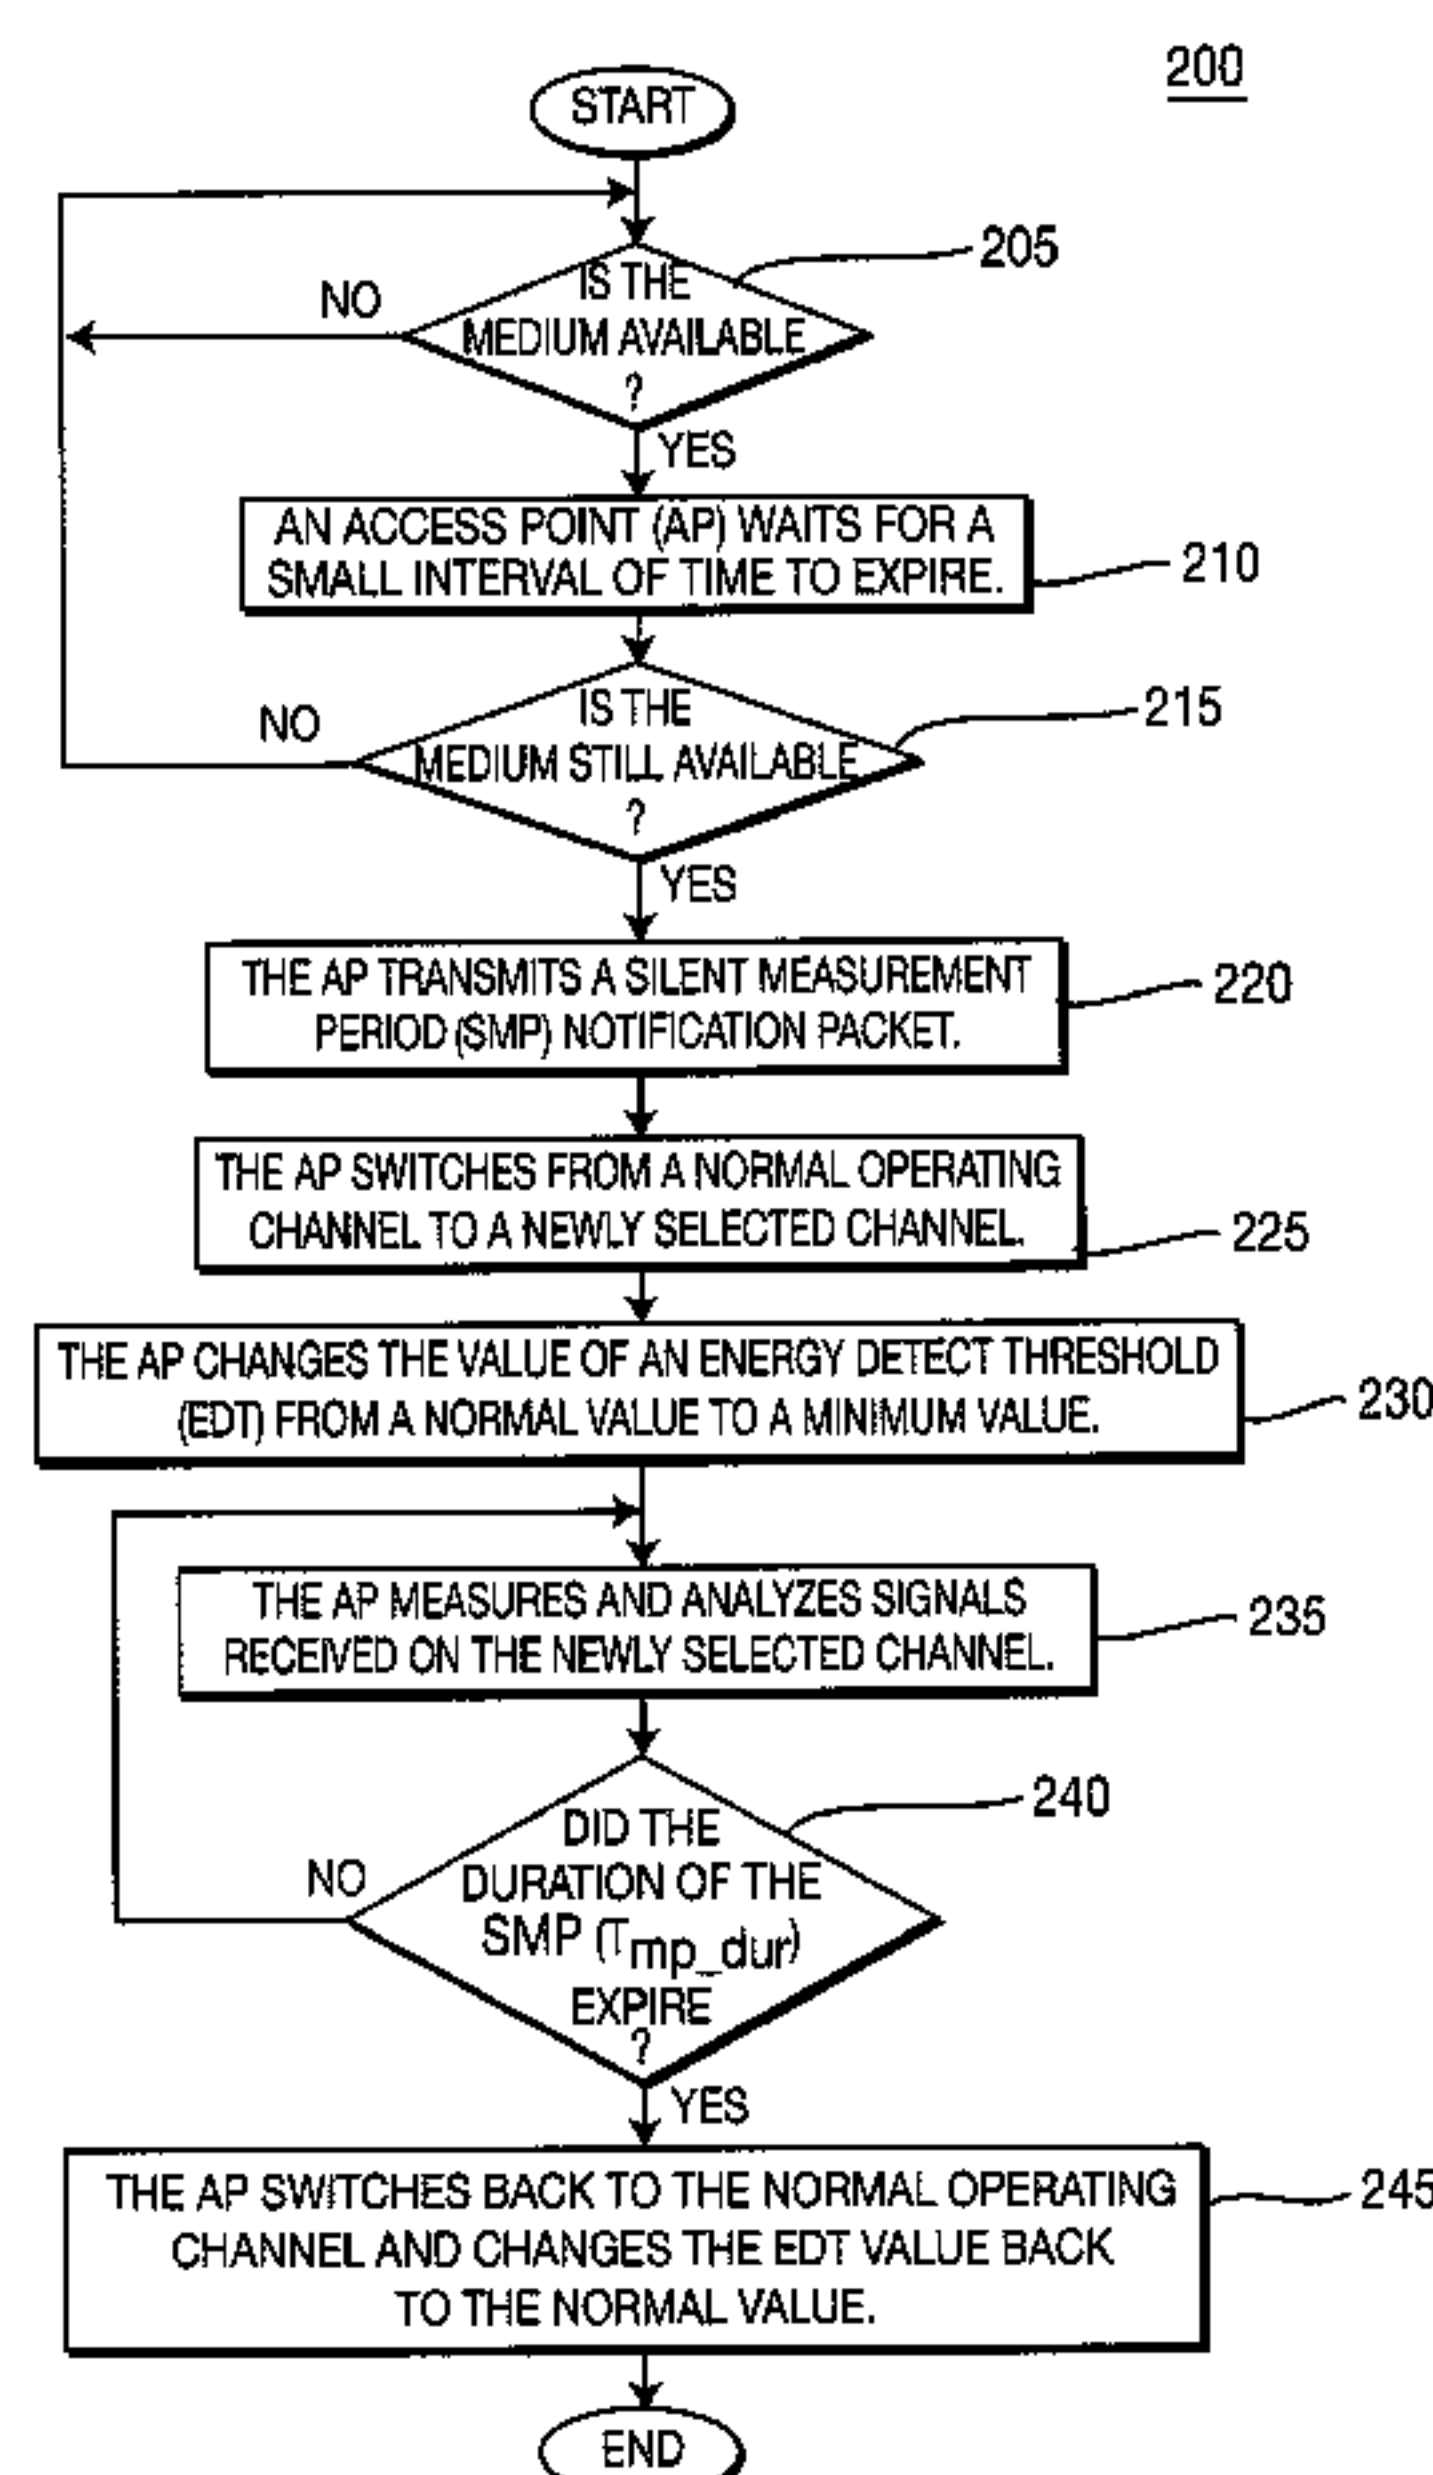 200
START
205
IS THE
NO
MEDIUM AVAILABLE
?
YES
AN ACCESS POINT (AP) WAITS FOR A
SMALL INTERVAL OF TIME TO EXPIRE.
210
IS THE
215
NO
MEDIUM STILL AVAILABLE
?
YES
THE AP TRANSMITS A SILENT MEASUREMENT
PERIOD (SMP) NOTIFICATION PACKET.
220
THE AP SWITCHES FROM A NORMAL OPERATING
CHANNEL TO A NEWLY SELECTED CHANNEL.
225
THE AP CHANGES THE VALUE OF AN ENERGY DETECT THRESHOLD
(EDT) FROM A NORMAL VALUE TO A MINIMUM VALUE.
230
THE AP MEASURES AND ANALYZES SIGNALS
RECEIVED ON THE NEWLY SELECTED CHANNEL.
235
240
DID THE
NO
DURATION OF THE
SMP (Tmp_dur)
EXPIRE
?
YES
THE AP SWITCHES BACK TO THE NORMAL OPERATING
CHANNEL AND CHANGES THE EDT VALUE BACK
TO THE NORMAL VALUE.
245
END